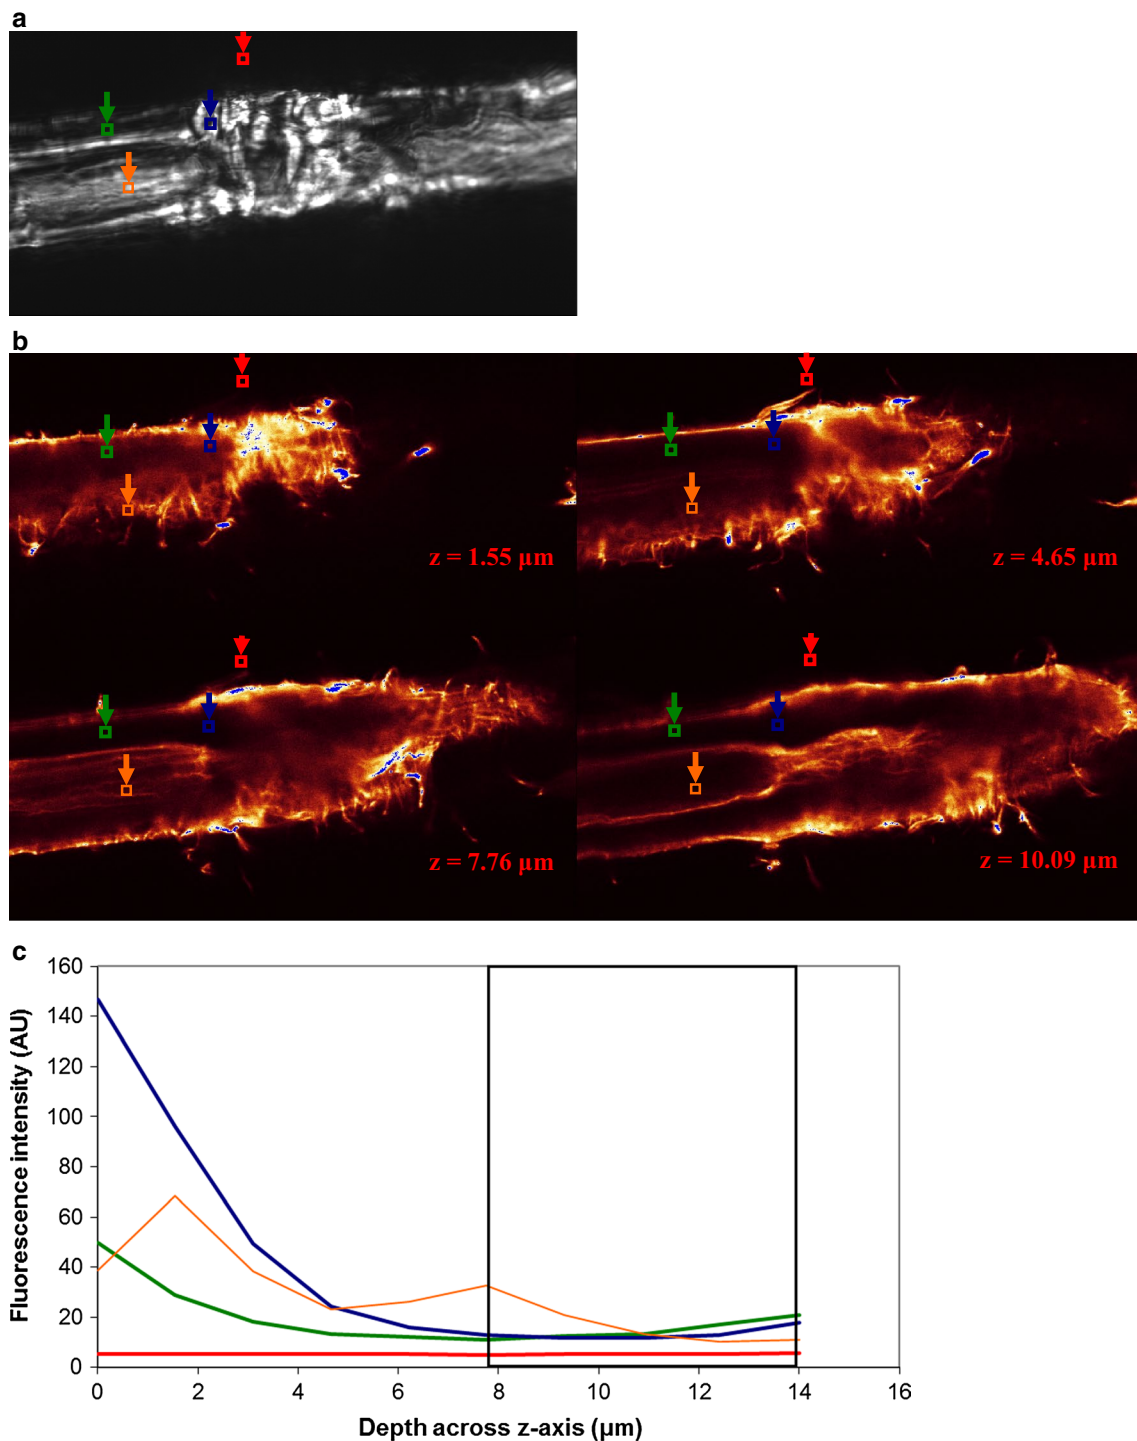 a
b
z = 1.55 µm
z = 4.65 µm
z = 7.76 µm
z = 10.09 µm
c
Fluorescence intensity (AU)
160
140
120
100
80
60
40
20
0
0 2 4 6 8 10 12 14 16
Depth across z-axis (µm)